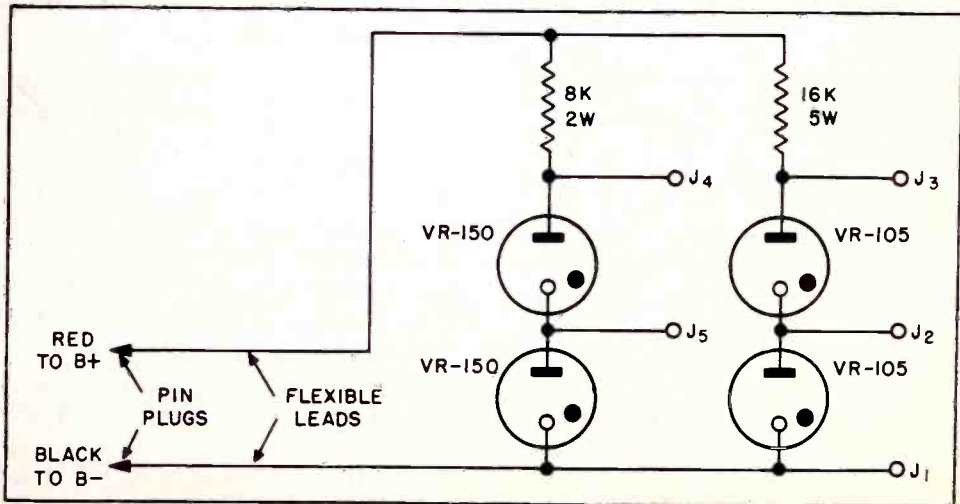 8K
2W
16K
5W
J4
J3
VR-150
VR-105
J5
J2
VR-150
VR-105
RED
TO B+
PIN
PLUGS
FLEXIBLE
LEADS
BLACK
TO B-
J1